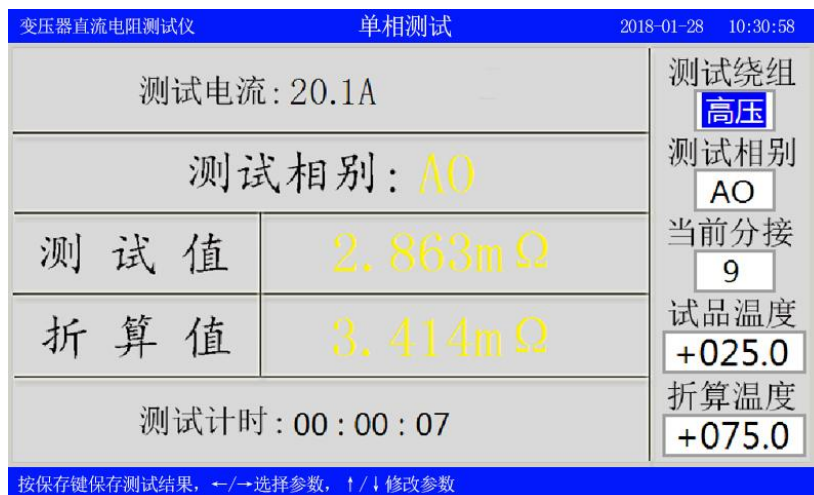 变压器直流电阻测试仪 单相测试 2018-01-28 10:30:58
测试电流:20.1A
测试相别:AO
测试值 2.863mΩ
折算值 3.414mΩ
测试计时:00:00:07
测试绕组
高压
测试相别
AO
当前分接
9
试品温度
+025.0
折算温度
+075.0
按保存键保存测试结果, ←/→选择参数, ↑/↓修改参数